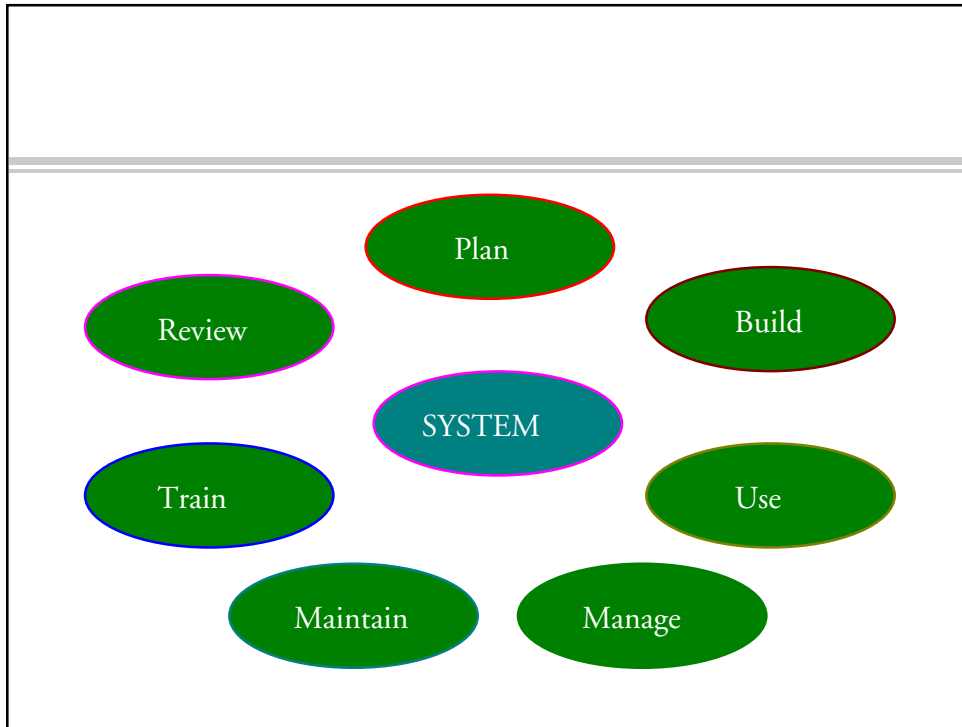 Plan
Review
Build
SYSTEM
Train
Use
Maintain
Manage